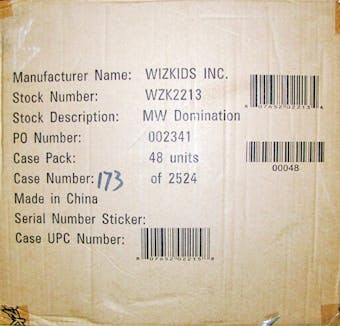 Manufacturer Name: WIZKIDS INC.
Stock Number: WZK2213
Stock Description: MW Domination
PO Number: 002341
Case Pack: 48 units
Case Number: 173 of 2524
Made in China
Serial Number Sticker:
Case UPC Number:
00048